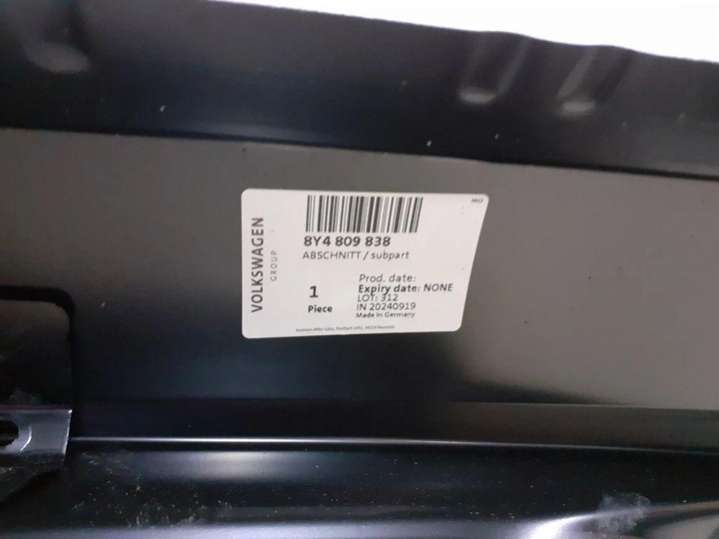 VOLKSWAGEN
GROUP
8Y4 809 838
ABSCHNITT / subpart
Prod. date:
Expiry date: NONE
LOT: 312
IN 20240919
Made in Germany
1
Piece